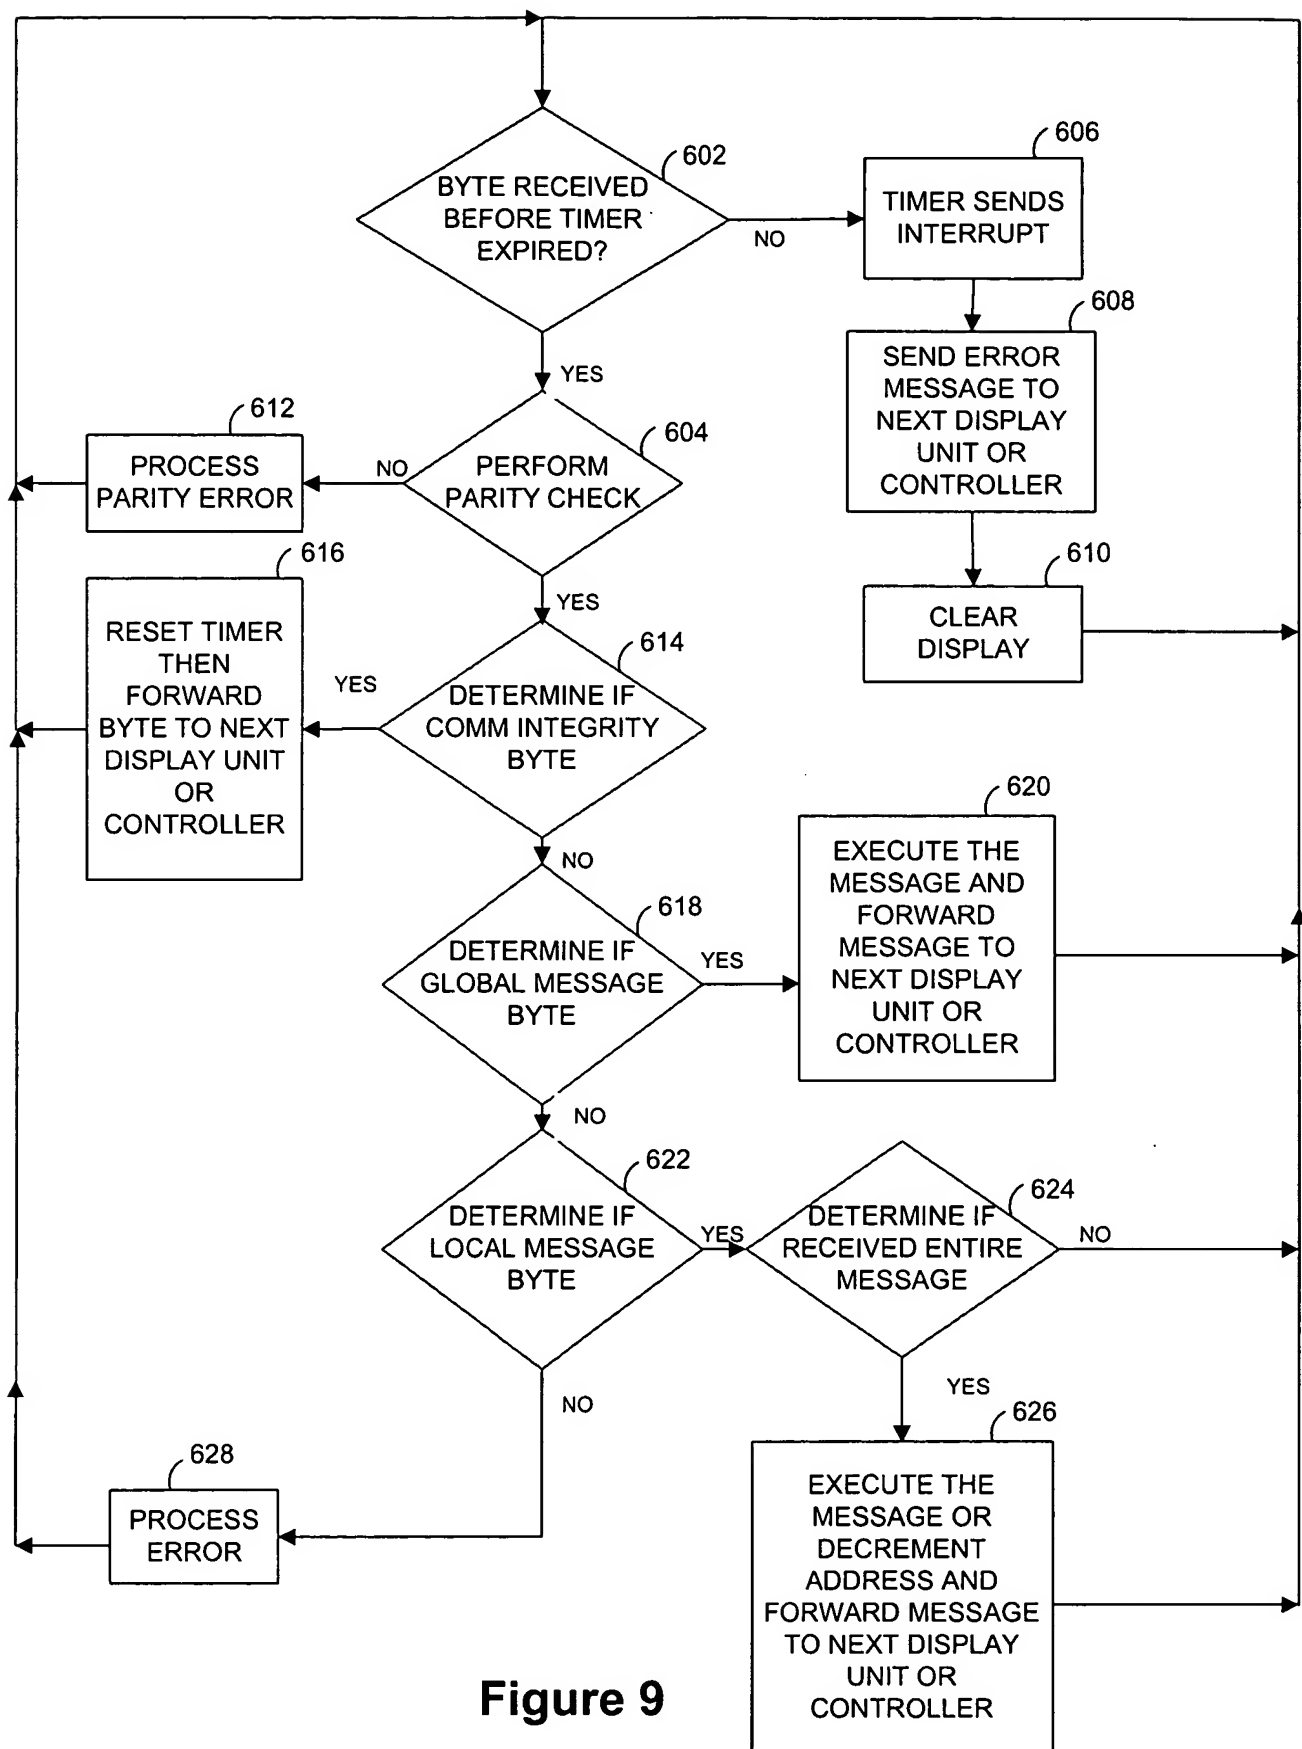 602
BYTE RECEIVED
BEFORE TIMER
EXPIRED?
NO
606
TIMER SENDS
INTERRUPT
608
SEND ERROR
MESSAGE TO
NEXT DISPLAY
UNIT OR
CONTROLLER
610
CLEAR
DISPLAY
YES
604
PERFORM
PARITY CHECK
NO
612
PROCESS
PARITY ERROR
YES
614
DETERMINE IF
COMM INTEGRITY
BYTE
YES
616
RESET TIMER
THEN
FORWARD
BYTE TO NEXT
DISPLAY UNIT
OR
CONTROLLER
NO
618
DETERMINE IF
GLOBAL MESSAGE
BYTE
YES
620
EXECUTE THE
MESSAGE AND
FORWARD
MESSAGE TO
NEXT DISPLAY
UNIT OR
CONTROLLER
NO
622
DETERMINE IF
LOCAL MESSAGE
BYTE
YES
624
DETERMINE IF
RECEIVED ENTIRE
MESSAGE
NO
YES
626
EXECUTE THE
MESSAGE OR
DECREMENT
ADDRESS AND
FORWARD MESSAGE
TO NEXT DISPLAY
UNIT OR
CONTROLLER
NO
628
PROCESS
ERROR
Figure 9